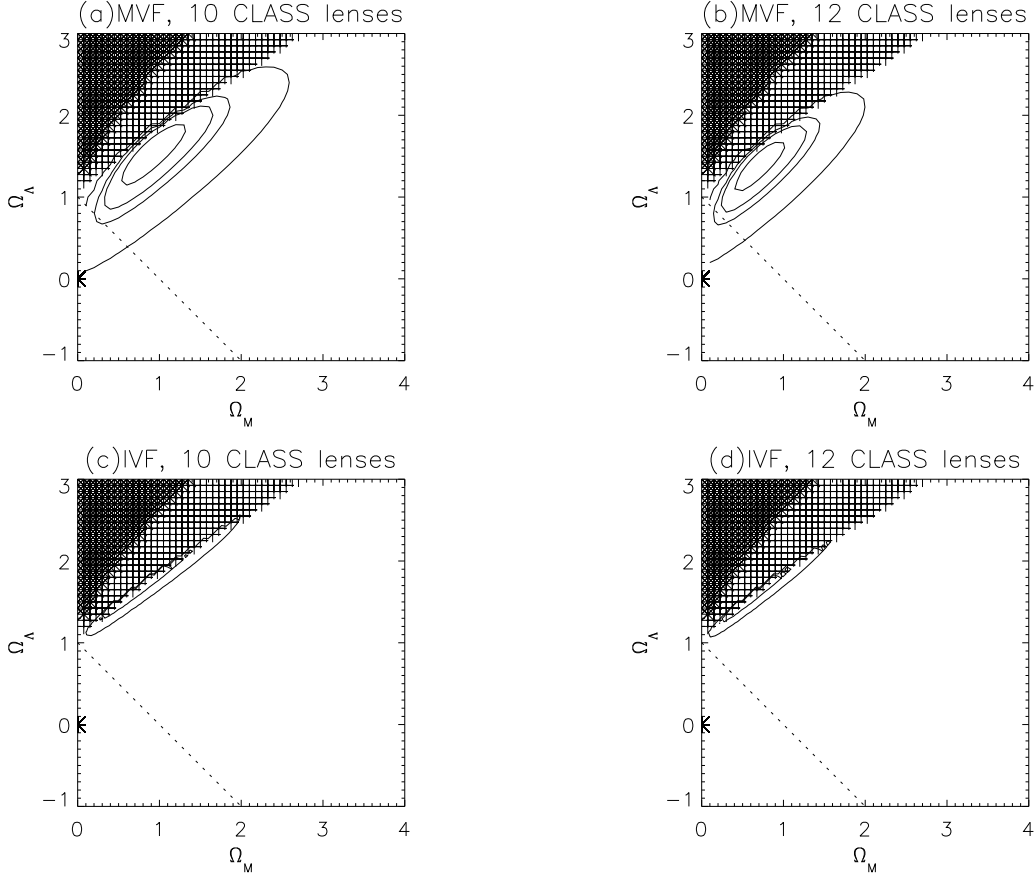 (a)MVF, 10 CLASS lenses
3
2
1
0
−1
Ω_Λ
0 1 2 3 4
Ω_M
(b)MVF, 12 CLASS lenses
3
2
1
0
−1
Ω_Λ
0 1 2 3 4
Ω_M
(c)IVF, 10 CLASS lenses
3
2
1
0
−1
Ω_Λ
0 1 2 3 4
Ω_M
(d)IVF, 12 CLASS lenses
3
2
1
0
−1
Ω_Λ
0 1 2 3 4
Ω_M